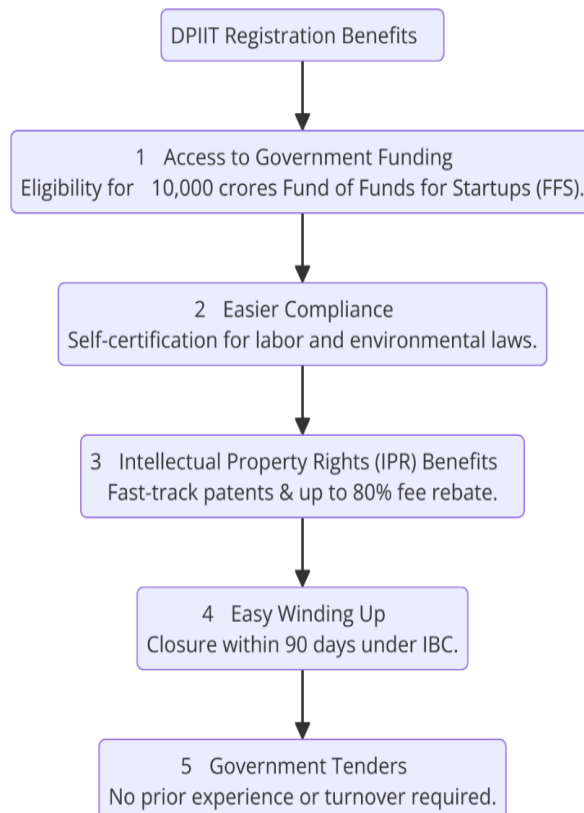 DPIIT Registration Benefits
1 Access to Government Funding
Eligibility for 10,000 crores Fund of Funds for Startups (FFS).
2 Easier Compliance
Self-certification for labor and environmental laws.
3 Intellectual Property Rights (IPR) Benefits
Fast-track patents & up to 80% fee rebate.
4 Easy Winding Up
Closure within 90 days under IBC.
5 Government Tenders
No prior experience or turnover required.